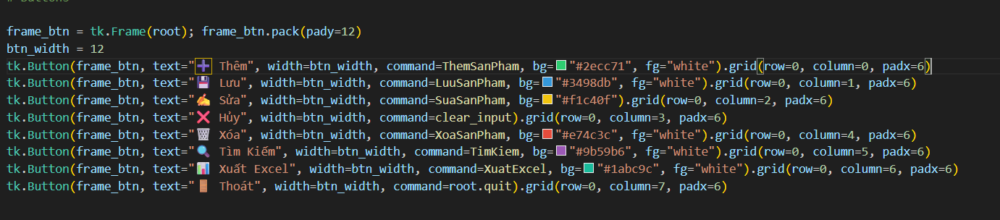 # Buttons
frame_btn = tk.Frame(root); frame_btn.pack(pady=12)
btn_width = 12
tk.Button(frame_btn, text="➕ Thêm", width=btn_width, command=ThemSanPham, bg="#2ecc71", fg="white").grid(row=0, column=0, padx=6)
tk.Button(frame_btn, text="💾 Lưu", width=btn_width, command=LuuSanPham, bg="#3498db", fg="white").grid(row=0, column=1, padx=6)
tk.Button(frame_btn, text="✍️ Sửa", width=btn_width, command=SuaSanPham, bg="#f1c40f").grid(row=0, column=2, padx=6)
tk.Button(frame_btn, text="❌ Hủy", width=btn_width, command=clear_input).grid(row=0, column=3, padx=6)
tk.Button(frame_btn, text="🗑️ Xóa", width=btn_width, command=XoaSanPham, bg="#e74c3c", fg="white").grid(row=0, column=4, padx=6)
tk.Button(frame_btn, text="🔍 Tìm Kiếm", width=btn_width, command=TimKiem, bg="#9b59b6", fg="white").grid(row=0, column=5, padx=6)
tk.Button(frame_btn, text="📊 Xuất Excel", width=btn_width, command=XuatExcel, bg="#1abc9c", fg="white").grid(row=0, column=6, padx=6)
tk.Button(frame_btn, text="🚪 Thoát", width=btn_width, command=root.quit).grid(row=0, column=7, padx=6)